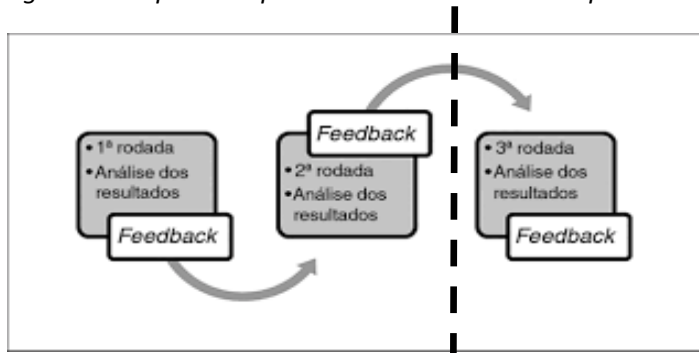 • 1ª rodada
• Análise dos
resultados
Feedback
Feedback
• 2ª rodada
• Análise dos
resultados
• 3ª rodada
• Análise dos
resultados
Feedback